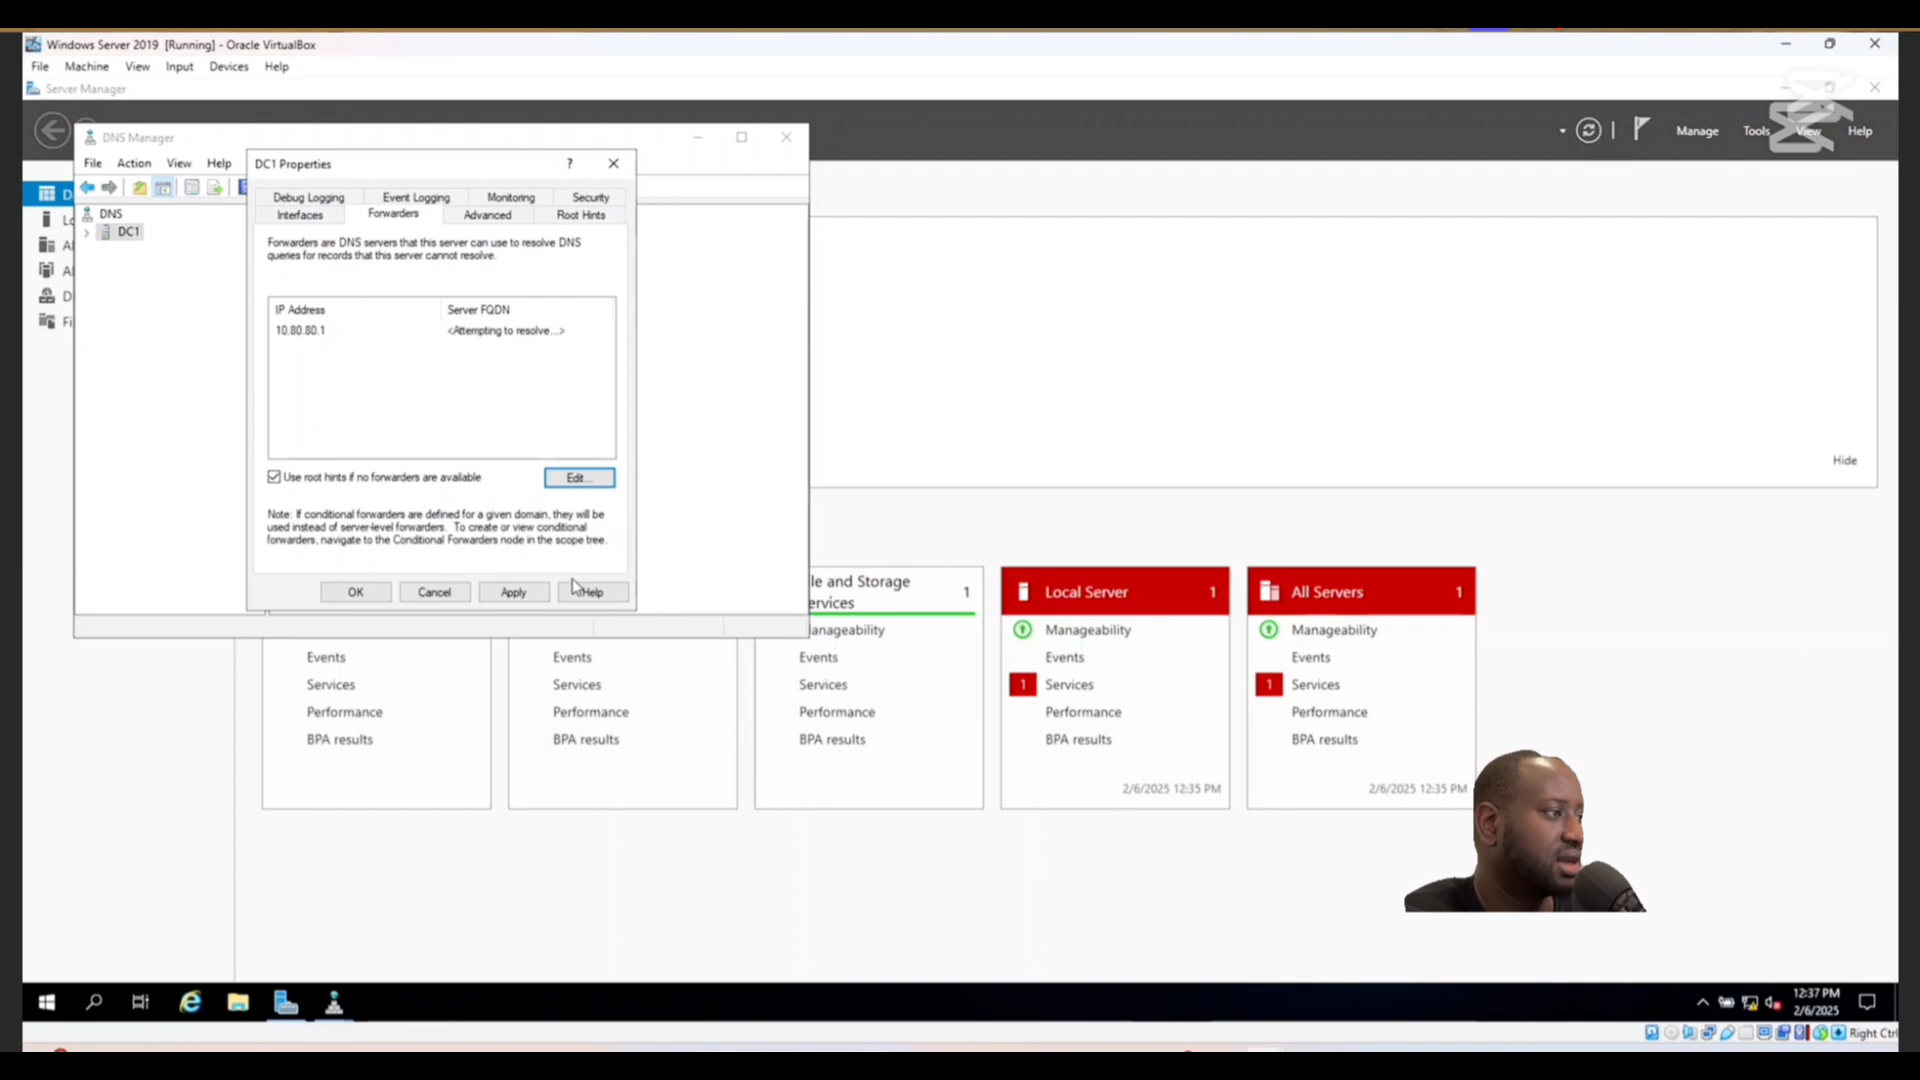 Windows Server 2019 [Running] - Oracle VirtualBox
File Machine View Input Devices Help
Server Manager
Manage Tools View Help
DNS Manager
File Action View Help
DNS
DC1
DC1 Properties
?
Debug Logging Event Logging Monitoring Security
Interfaces Forwarders Advanced Root Hints
Forwarders are DNS servers that this server can use to resolve DNS
queries for records that this server cannot resolve.
IP Address Server FQDN
10.80.80.1 <Attempting to resolve...>
Use root hints if no forwarders are available
Edit...
Note: If conditional forwarders are defined for a given domain, they will be
used instead of server-level forwarders. To create or view conditional
forwarders, navigate to the Conditional Forwarders node in the scope tree.
OK Cancel Apply Help
Hide
D
Lo
Al
Al
D
Fi
le and Storage 1
ervices
anageability
Events
Services
Performance
BPA results
Events
Services
Performance
BPA results
Events
Services
Performance
BPA results
Local Server 1
Manageability
Events
1 Services
Performance
BPA results
2/6/2025 12:35 PM
All Servers 1
Manageability
Events
1 Services
Performance
BPA results
2/6/2025 12:35 PM
12:37 PM
2/6/2025
Right Ctrl